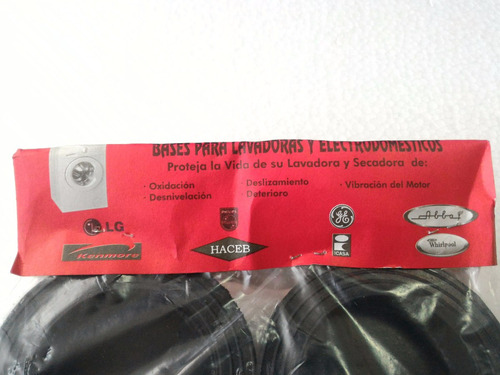 BASES PARA LAVADORAS Y ELECTRODOMESTICOS
Proteja la Vida de su Lavadora y Secadora de:
· Oxidación
· Desnivelación
· Deslizamiento
· Deterioro
· Vibración del Motor
LG
PHILIPS
GE
Abba
Kenmore
HACEB
ICASA
Whirlpool